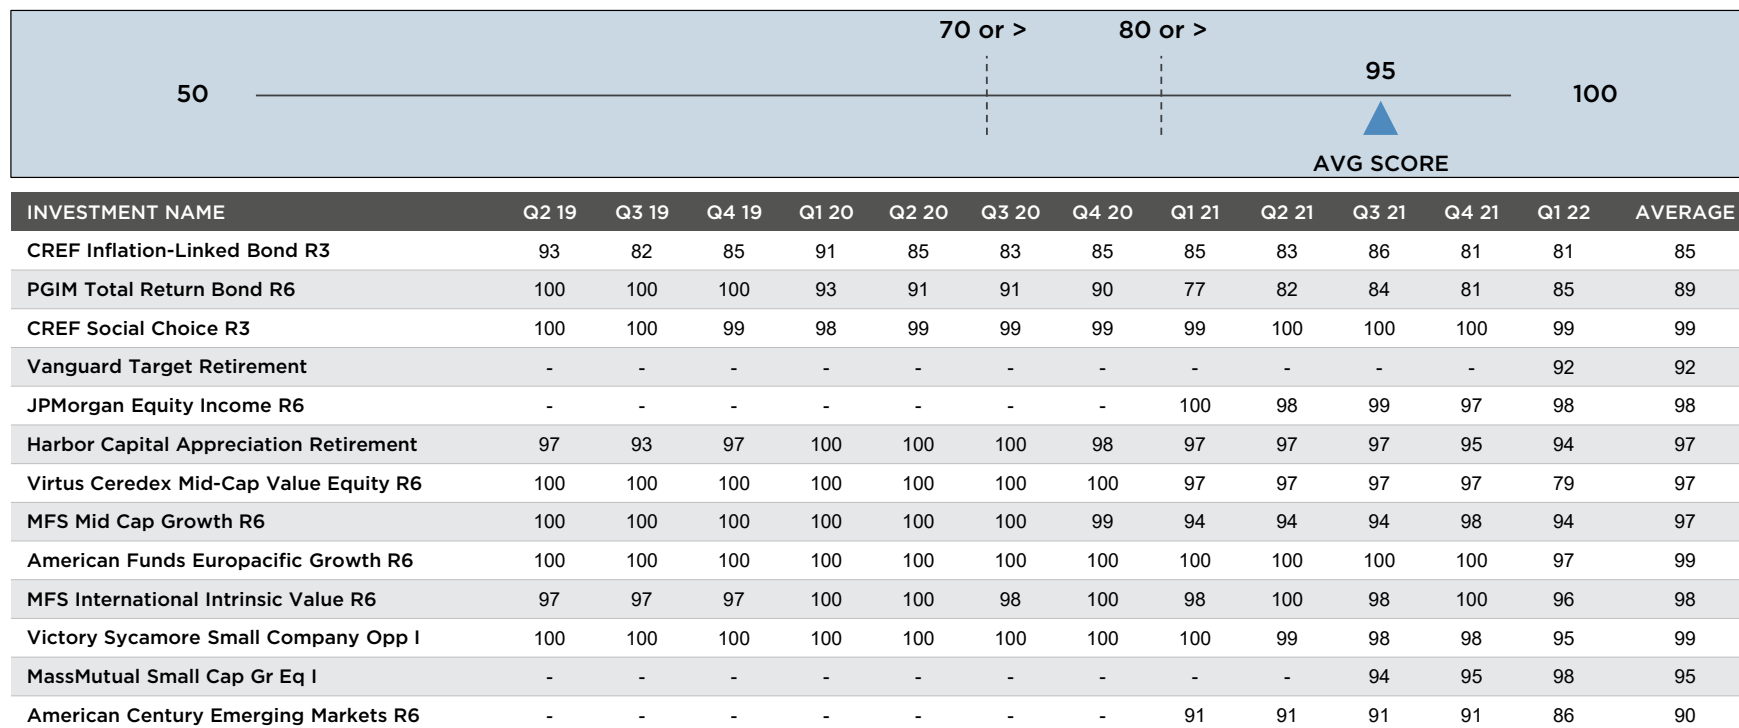 70 or > 80 or >
95
50 100
AVG SCORE
INVESTMENT NAME Q2 19 Q3 19 Q4 19 Q1 20 Q2 20 Q3 20 Q4 20 Q1 21 Q2 21 Q3 21 Q4 21 Q1 22 AVERAGE
CREF Inflation-Linked Bond R3 93 82 85 91 85 83 85 85 83 86 81 81 85
PGIM Total Return Bond R6 100 100 100 93 91 91 90 77 82 84 81 85 89
CREF Social Choice R3 100 100 99 98 99 99 99 99 100 100 100 99 99
Vanguard Target Retirement - - - - - - - - - - - 92 92
JPMorgan Equity Income R6 - - - - - - - 100 98 99 97 98 98
Harbor Capital Appreciation Retirement 97 93 97 100 100 100 98 97 97 97 95 94 97
Virtus Ceredex Mid-Cap Value Equity R6 100 100 100 100 100 100 100 97 97 97 97 79 97
MFS Mid Cap Growth R6 100 100 100 100 100 100 99 94 94 94 98 94 97
American Funds Europacific Growth R6 100 100 100 100 100 100 100 100 100 100 100 97 99
MFS International Intrinsic Value R6 97 97 97 100 100 98 100 98 100 98 100 96 98
Victory Sycamore Small Company Opp I 100 100 100 100 100 100 100 100 99 98 98 95 99
MassMutual Small Cap Gr Eq I - - - - - - - - - 94 95 98 95
American Century Emerging Markets R6 - - - - - - - 91 91 91 91 86 90